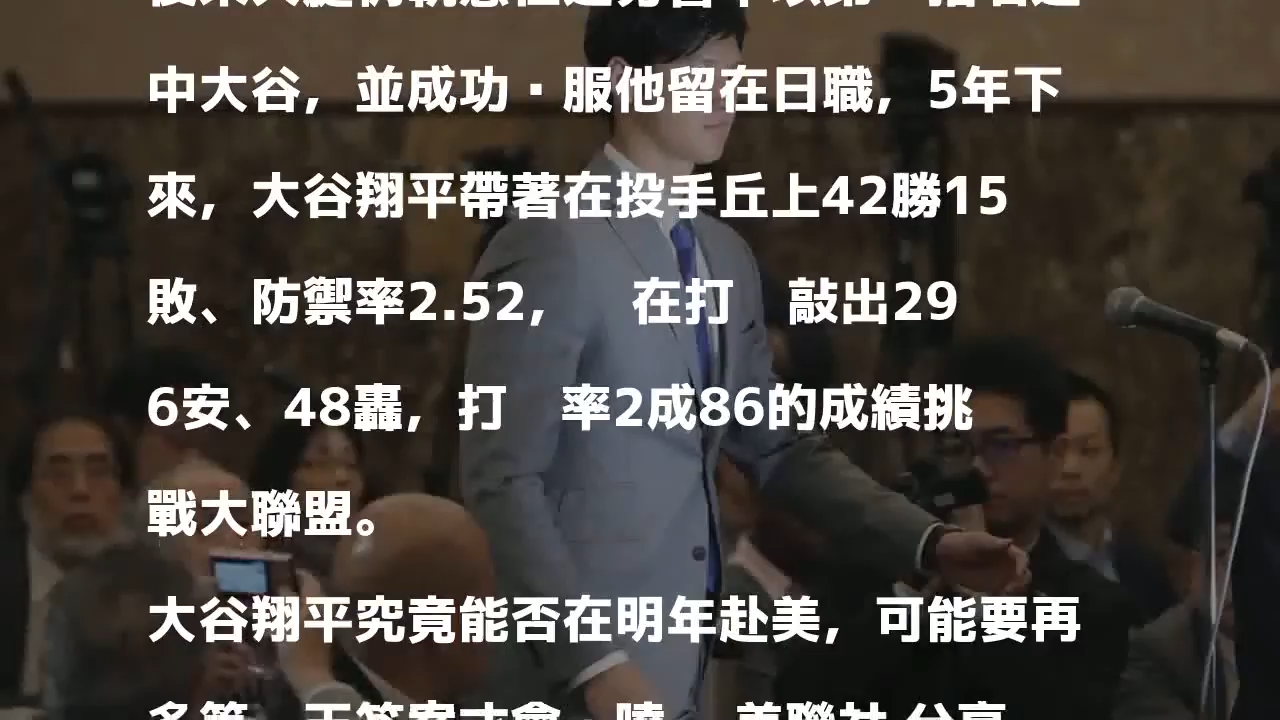 中大谷，並成功▪服他留在日職，5年下
來，大谷翔平帶著在投手丘上42勝15
敗、防禦率2.52，　在打　敲出29
6安、48轟，打　率2成86的成績挑
戰大聯盟。
大谷翔平究竟能否在明年赴美，可能要再